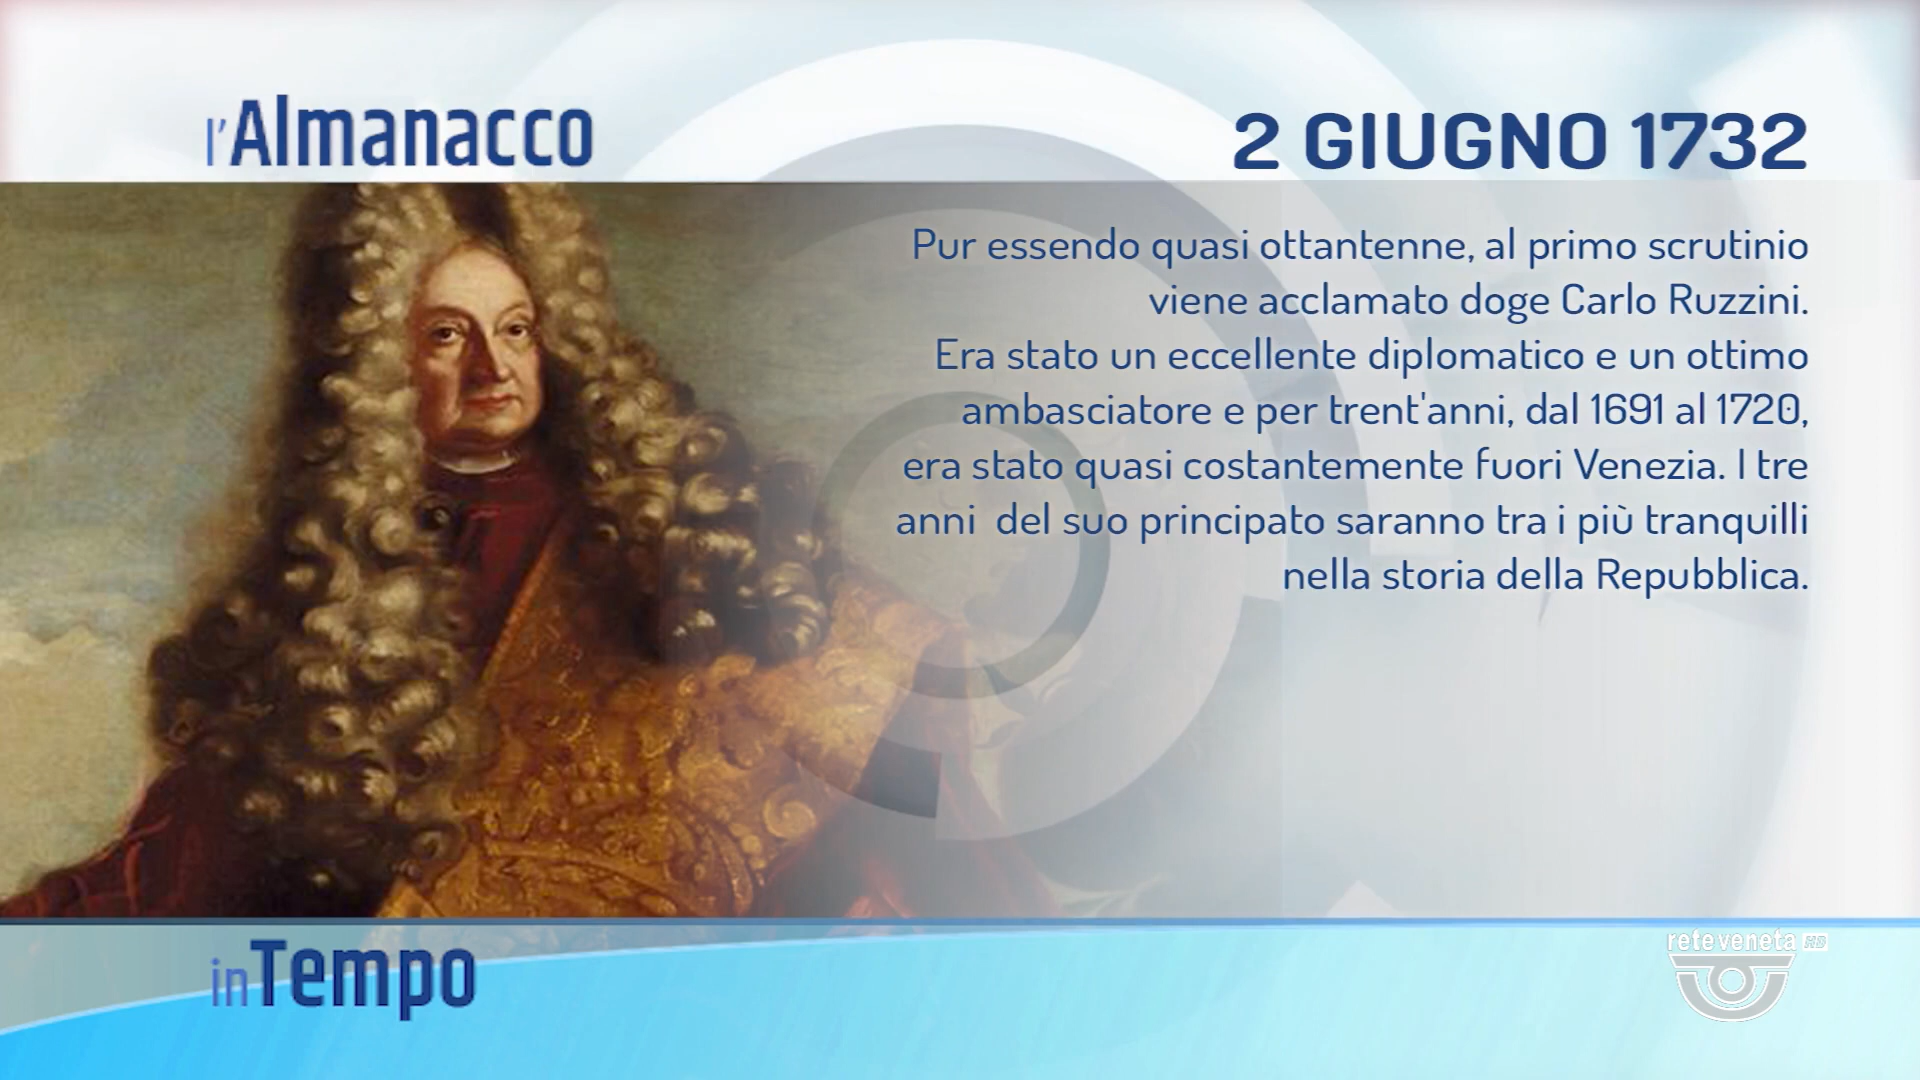 l'Almanacco
2 GIUGNO 1732
Pur essendo quasi ottantenne, al primo scrutinio
viene acclamato doge Carlo Ruzzini.
Era stato un eccellente diplomatico e un ottimo
ambasciatore e per trent'anni, dal 1691 al 1720,
era stato quasi costantemente fuori Venezia. I tre
anni  del suo principato saranno tra i più tranquilli
nella storia della Repubblica.
inTempo
reteveneta HD